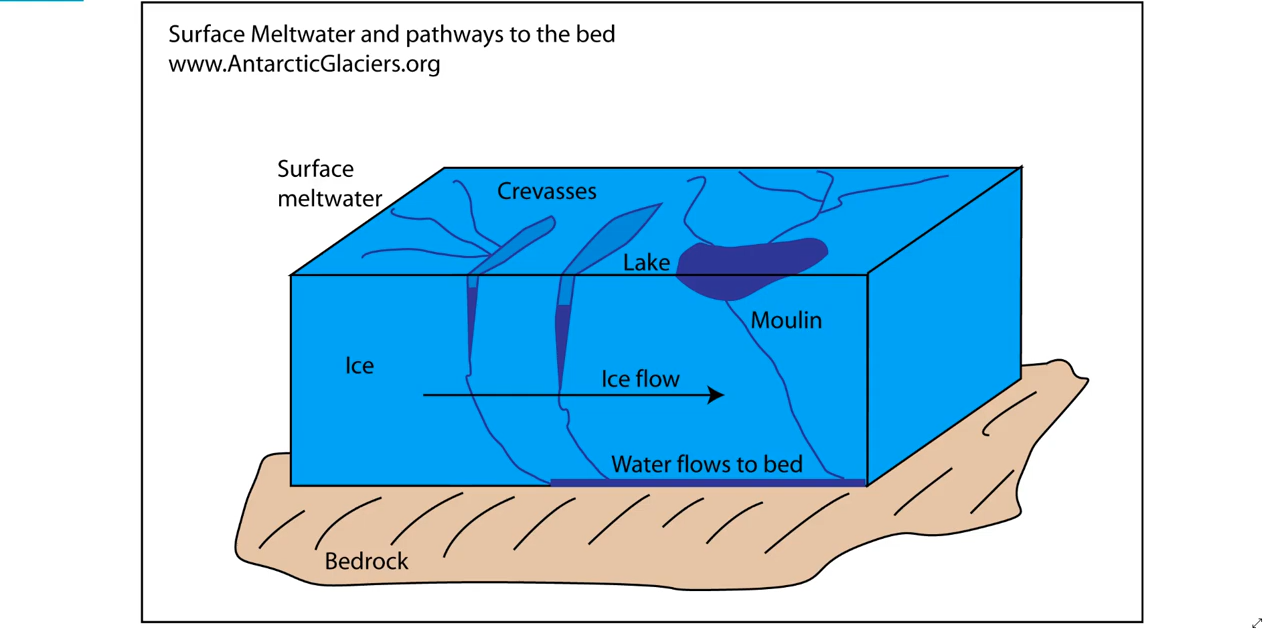 Surface Meltwater and pathways to the bed
www.AntarcticGlaciers.org
Surface
meltwater
Crevasses
Lake
Moulin
Ice
Ice flow
Water flows to bed
Bedrock